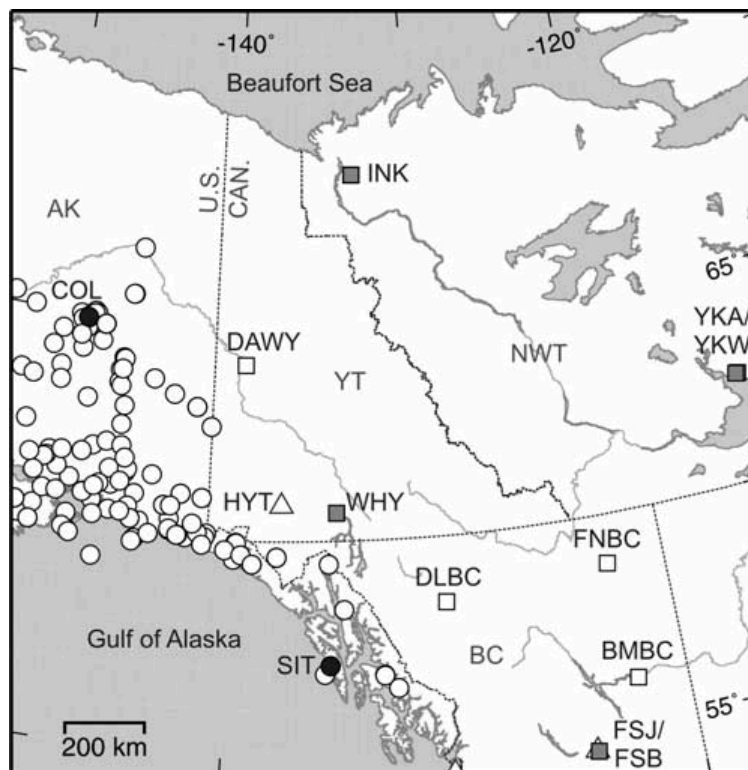 -140°
-120°
Beaufort Sea
INK
U.S.
CAN.
AK
65°
COL
YKA/
YKW
DAWY
NWT
YT
HYT
WHY
FNBC
DLBC
Gulf of Alaska
BC
SIT
BMBC
55°
FSJ/
FSB
200 km